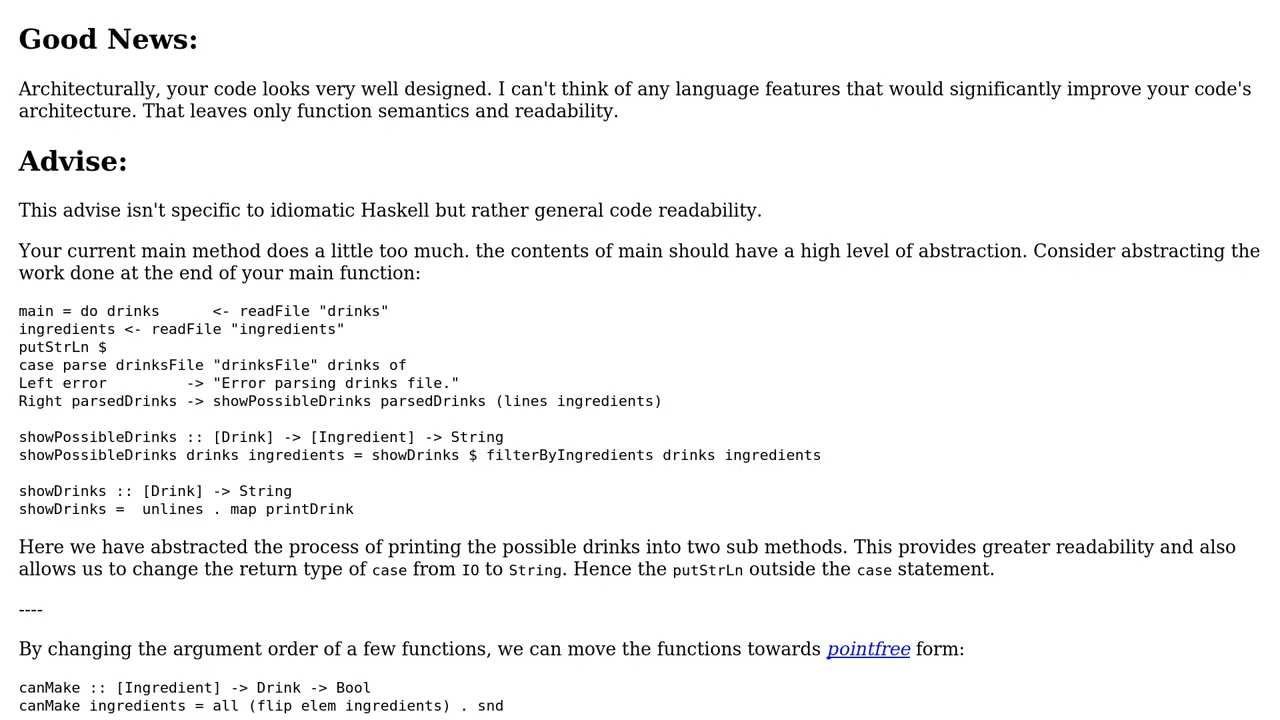 Good News:
Architecturally, your code looks very well designed. I can't think of any language features that would significantly improve your code's
architecture. That leaves only function semantics and readability.
Advise:
This advise isn't specific to idiomatic Haskell but rather general code readability.
Your current main method does a little too much. the contents of main should have a high level of abstraction. Consider abstracting the
work done at the end of your main function:
main = do drinks      <- readFile "drinks"
ingredients <- readFile "ingredients"
putStrLn $
case parse drinksFile "drinksFile" drinks of
Left error         -> "Error parsing drinks file."
Right parsedDrinks -> showPossibleDrinks parsedDrinks (lines ingredients)
showPossibleDrinks :: [Drink] -> [Ingredient] -> String
showPossibleDrinks drinks ingredients = showDrinks $ filterByIngredients drinks ingredients
showDrinks :: [Drink] -> String
showDrinks =  unlines . map printDrink
Here we have abstracted the process of printing the possible drinks into two sub methods. This provides greater readability and also
allows us to change the return type of case from IO to String. Hence the putStrLn outside the case statement.
----
By changing the argument order of a few functions, we can move the functions towards pointfree form:
canMake :: [Ingredient] -> Drink -> Bool
canMake ingredients = all (flip elem ingredients) . snd